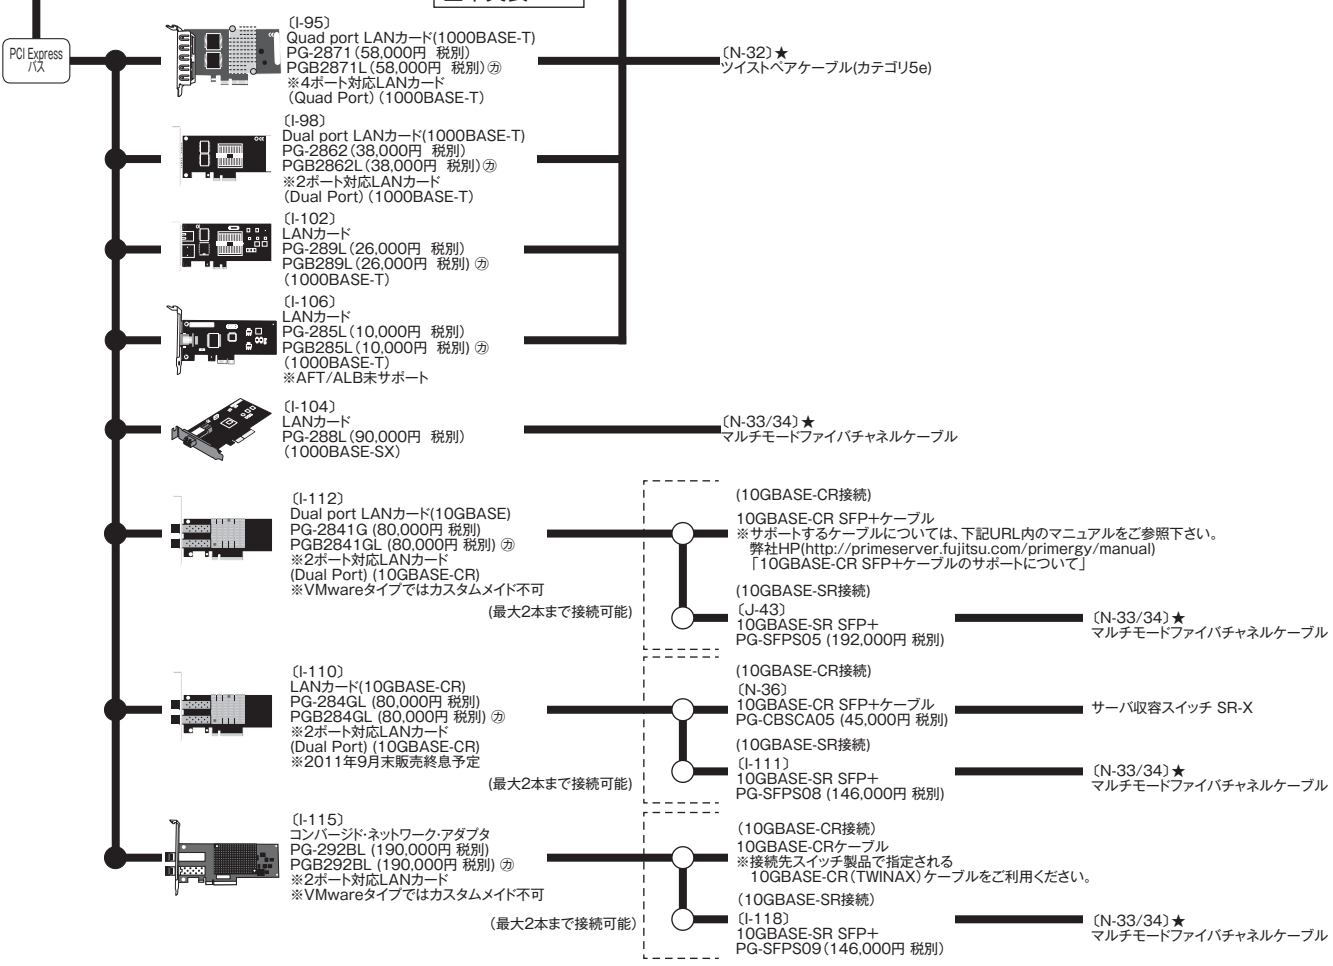 PCI Express
バス
〔I-95〕
Quad port LANカード(1000BASE-T)
PG-2871（58,000円 税別）
PGB2871L（58,000円 税別）㋕
※4ポート対応LANカード
（Quad Port）（1000BASE-T）
〔N-32〕★
ツイストペアケーブル(カテゴリ5e)
〔I-98〕
Dual port LANカード(1000BASE-T)
PG-2862（38,000円 税別）
PGB2862L（38,000円 税別）㋕
※2ポート対応LANカード
（Dual Port）（1000BASE-T）
〔I-102〕
LANカード
PG-289L（26,000円 税別）
PGB289L（26,000円 税別）㋕
（1000BASE-T）
〔I-106〕
LANカード
PG-285L（10,000円 税別）
PGB285L（10,000円 税別）㋕
（1000BASE-T）
※AFT/ALB未サポート
〔I-104〕
LANカード
PG-288L（90,000円 税別）
（1000BASE-SX）
〔N-33/34〕★
マルチモードファイバチャネルケーブル
〔I-112〕
Dual port LANカード(10GBASE)
PG-2841G (80,000円 税別)
PGB2841GL (80,000円 税別) ㋕
※2ポート対応LANカード
(Dual Port) (10GBASE-CR)
※VMwareタイプではカスタムメイド不可
(最大2本まで接続可能)
(10GBASE-CR接続)
10GBASE-CR SFP+ケーブル
※サポートするケーブルについては、下記URL内のマニュアルをご参照下さい。
弊社HP(http://primeserver.fujitsu.com/primergy/manual)
「10GBASE-CR SFP+ケーブルのサポートについて」
(10GBASE-SR接続)
〔J-43〕
10GBASE-SR SFP+
PG-SFPS05 (192,000円 税別)
〔N-33/34〕★
マルチモードファイバチャネルケーブル
〔I-110〕
LANカード(10GBASE-CR)
PG-284GL (80,000円 税別)
PGB284GL (80,000円 税別) ㋕
※2ポート対応LANカード
(Dual Port) (10GBASE-CR)
※2011年9月末販売終息予定
(最大2本まで接続可能)
(10GBASE-CR接続)
〔N-36〕
10GBASE-CR SFP+ケーブル
PG-CBSCA05 (45,000円 税別)
サーバ収容スイッチ SR-X
(10GBASE-SR接続)
〔I-111〕
10GBASE-SR SFP+
PG-SFPS08 (146,000円 税別)
〔N-33/34〕★
マルチモードファイバチャネルケーブル
〔I-115〕
コンバージド・ネットワーク・アダプタ
PG-292BL (190,000円 税別)
PGB292BL (190,000円 税別) ㋕
※2ポート対応LANカード
※VMwareタイプではカスタムメイド不可
(最大2本まで接続可能)
（10GBASE-CR接続）
10GBASE-CRケーブル
※接続先スイッチ製品で指定される
10GBASE-CR（TWINAX）ケーブルをご利用ください。
（10GBASE-SR接続）
〔I-118〕
10GBASE-SR SFP+
PG-SFPS09（146,000円 税別）
〔N-33/34〕★
マルチモードファイバチャネルケーブル